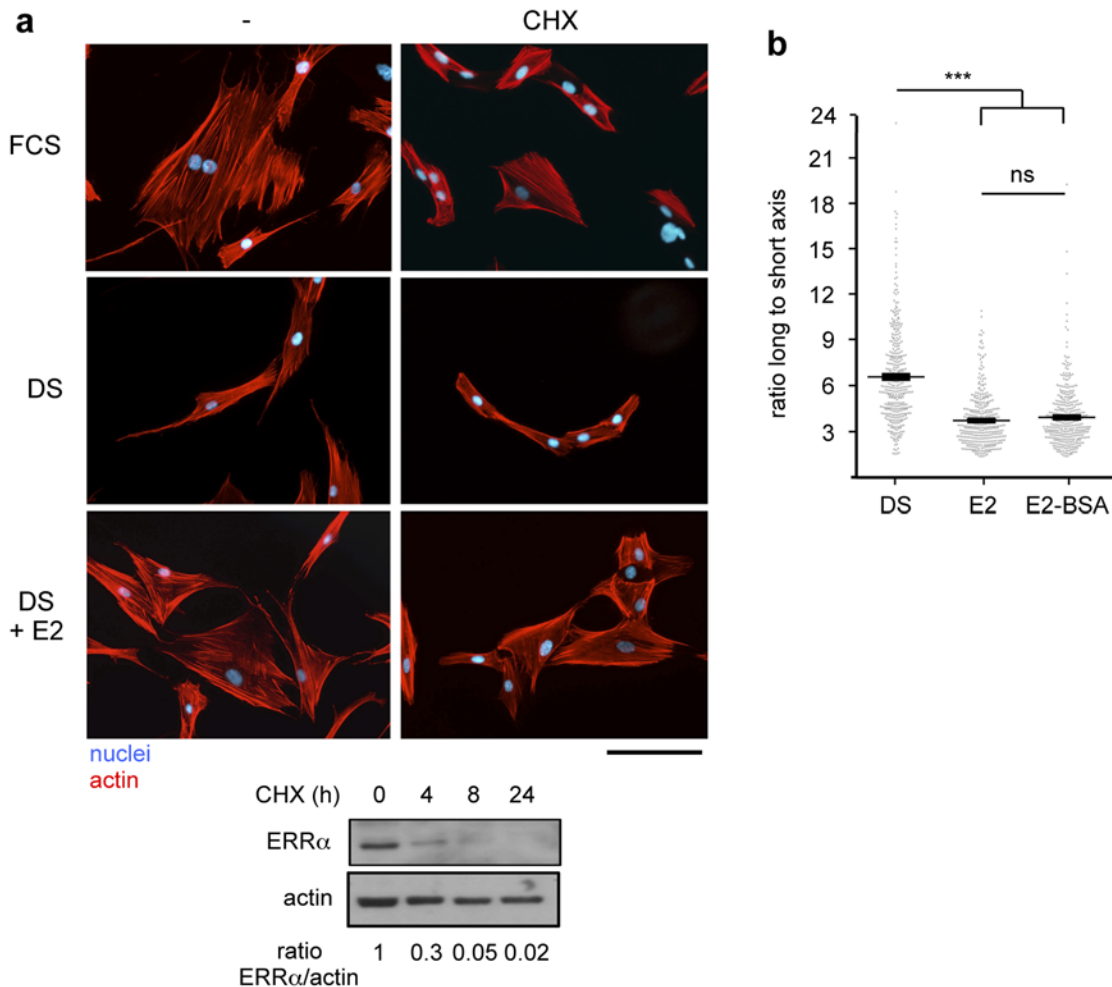 a
- CHX
FCS
DS
DS
+ E2
nuclei
actin
CHX (h) 0 4 8 24
ERRα
actin
ratio 1 0.3 0.05 0.02
ERRα/actin
b
***
ns
ratio long to short axis
24
21
18
15
12
9
6
3
DS E2 E2-BSA